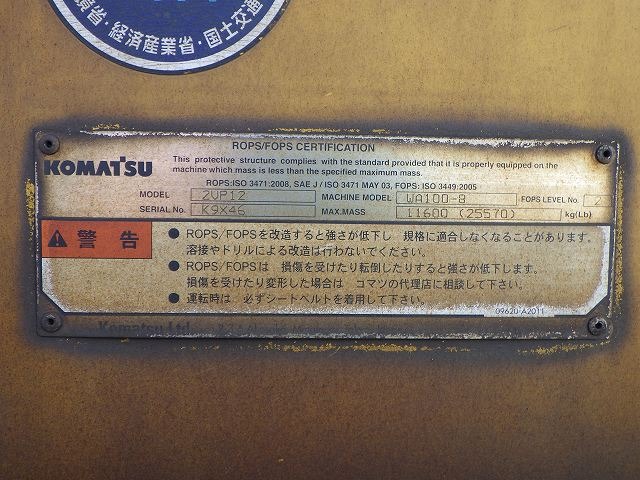 境省・経済産業省・国土交通
ROPS/FOPS CERTIFICATION
KOMATSU
This protective structure complies with the standard provided that it is properly equipped on the
machine which mass is less than the specified maximum mass.
ROPS:ISO 3471:2008, SAE J / ISO 3471 MAY 03, FOPS: ISO 3449:2005
MODEL 2VP12 MACHINE MODEL WA100-8 FOPS LEVEL No. 2
SERIAL No. K9X46 MAX.MASS 11600 (25570) kg(Lb)
警告
● ROPS/FOPSを改造すると強さが低下し 規格に適合しなくなることがあります。
溶接やドリルによる改造は行わないでください。
● ROPS/FOPSは 損傷を受けたり転倒したりすると強さが低下します。
損傷を受けたり変形した場合は コマツの代理店に相談して下さい。
● 運転時は 必ずシートベルトを着用して下さい。
Komatsu Ltd.
09620-A2011